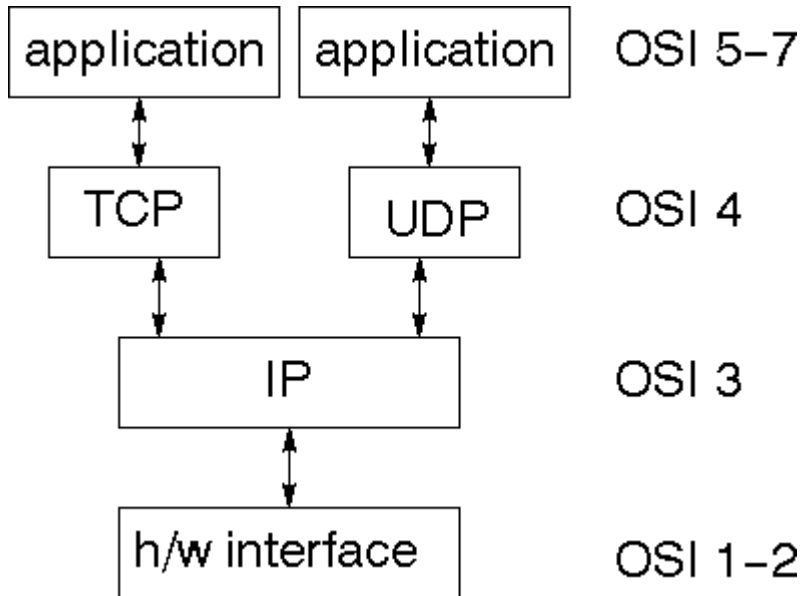 application application OSI 5-7
TCP UDP OSI 4
IP OSI 3
h/w interface OSI 1-2